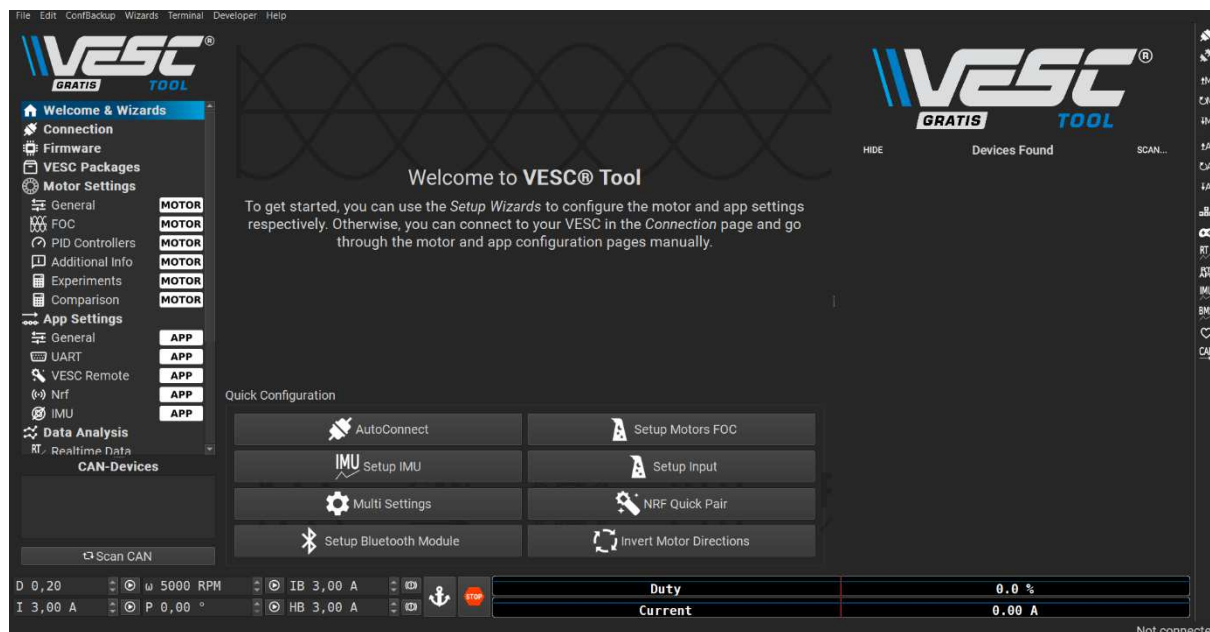 File Edit ConfBackup Wizards Terminal Developer Help
VESC®
GRATIS TOOL
Welcome & Wizards
Connection
Firmware
VESC Packages
Motor Settings
General MOTOR
FOC MOTOR
PID Controllers MOTOR
Additional Info MOTOR
Experiments MOTOR
Comparison MOTOR
App Settings
General APP
UART APP
VESC Remote APP
Nrf APP
IMU APP
Data Analysis
RT Realtime Data
CAN-Devices
Scan CAN
Welcome to VESC® Tool
To get started, you can use the Setup Wizards to configure the motor and app settings
respectively. Otherwise, you can connect to your VESC in the Connection page and go
through the motor and app configuration pages manually.
Quick Configuration
AutoConnect Setup Motors FOC
IMU Setup IMU Setup Input
Multi Settings NRF Quick Pair
Setup Bluetooth Module Invert Motor Directions
VESC®
GRATIS TOOL
HIDE Devices Found SCAN...
D 0,20 ω 5000 RPM IB 3,00 A
I 3,00 A P 0,00 ° HB 3,00 A
STOP
Duty 0.0 %
Current 0.00 A
Not connecte